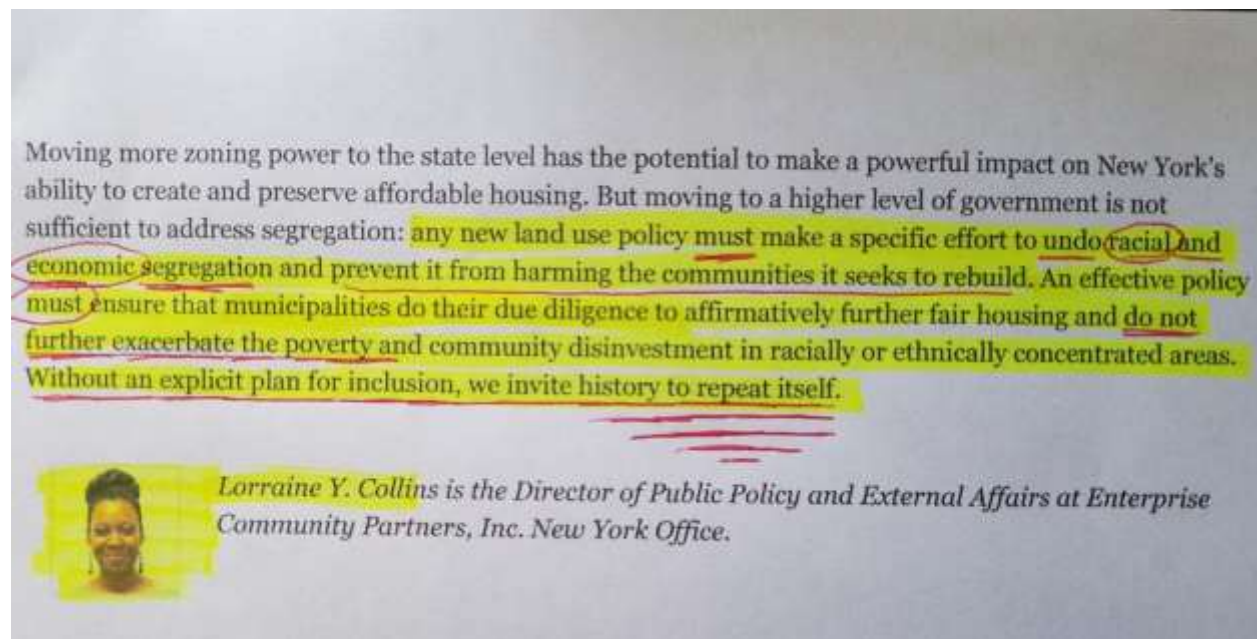 Moving more zoning power to the state level has the potential to make a powerful impact on New York's
ability to create and preserve affordable housing. But moving to a higher level of government is not
sufficient to address segregation: any new land use policy must make a specific effort to undo racial and
economic segregation and prevent it from harming the communities it seeks to rebuild. An effective policy
must ensure that municipalities do their due diligence to affirmatively further fair housing and do not
further exacerbate the poverty and community disinvestment in racially or ethnically concentrated areas.
Without an explicit plan for inclusion, we invite history to repeat itself.
Lorraine Y. Collins is the Director of Public Policy and External Affairs at Enterprise
Community Partners, Inc. New York Office.